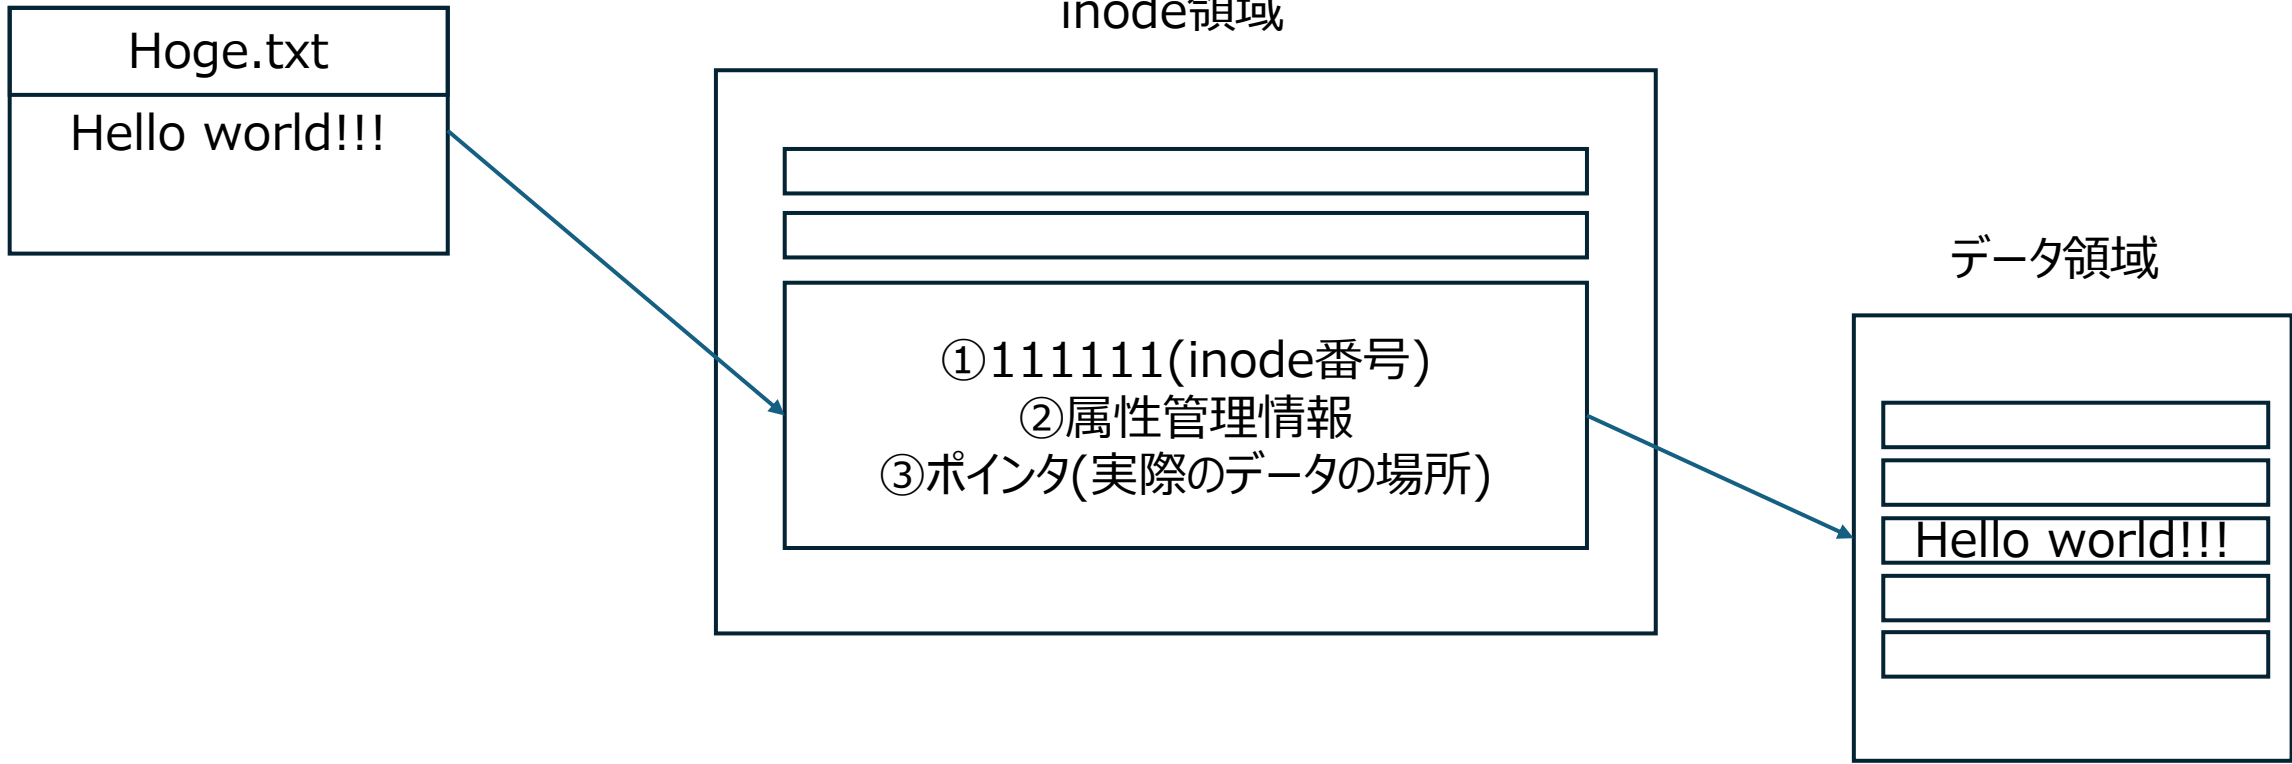 inode領域
Hoge.txt
Hello world!!!
データ領域
①111111(inode番号)
②属性管理情報
③ポインタ(実際のデータの場所)
Hello world!!!